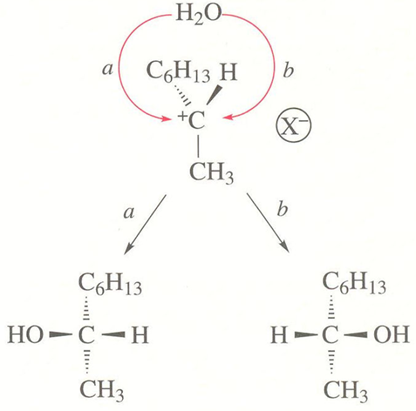 H₂O
a b
C₆H₁₃ H
⁺C
X⁻
CH₃
a b
C₆H₁₃ C₆H₁₃
HO C H H C OH
CH₃ CH₃